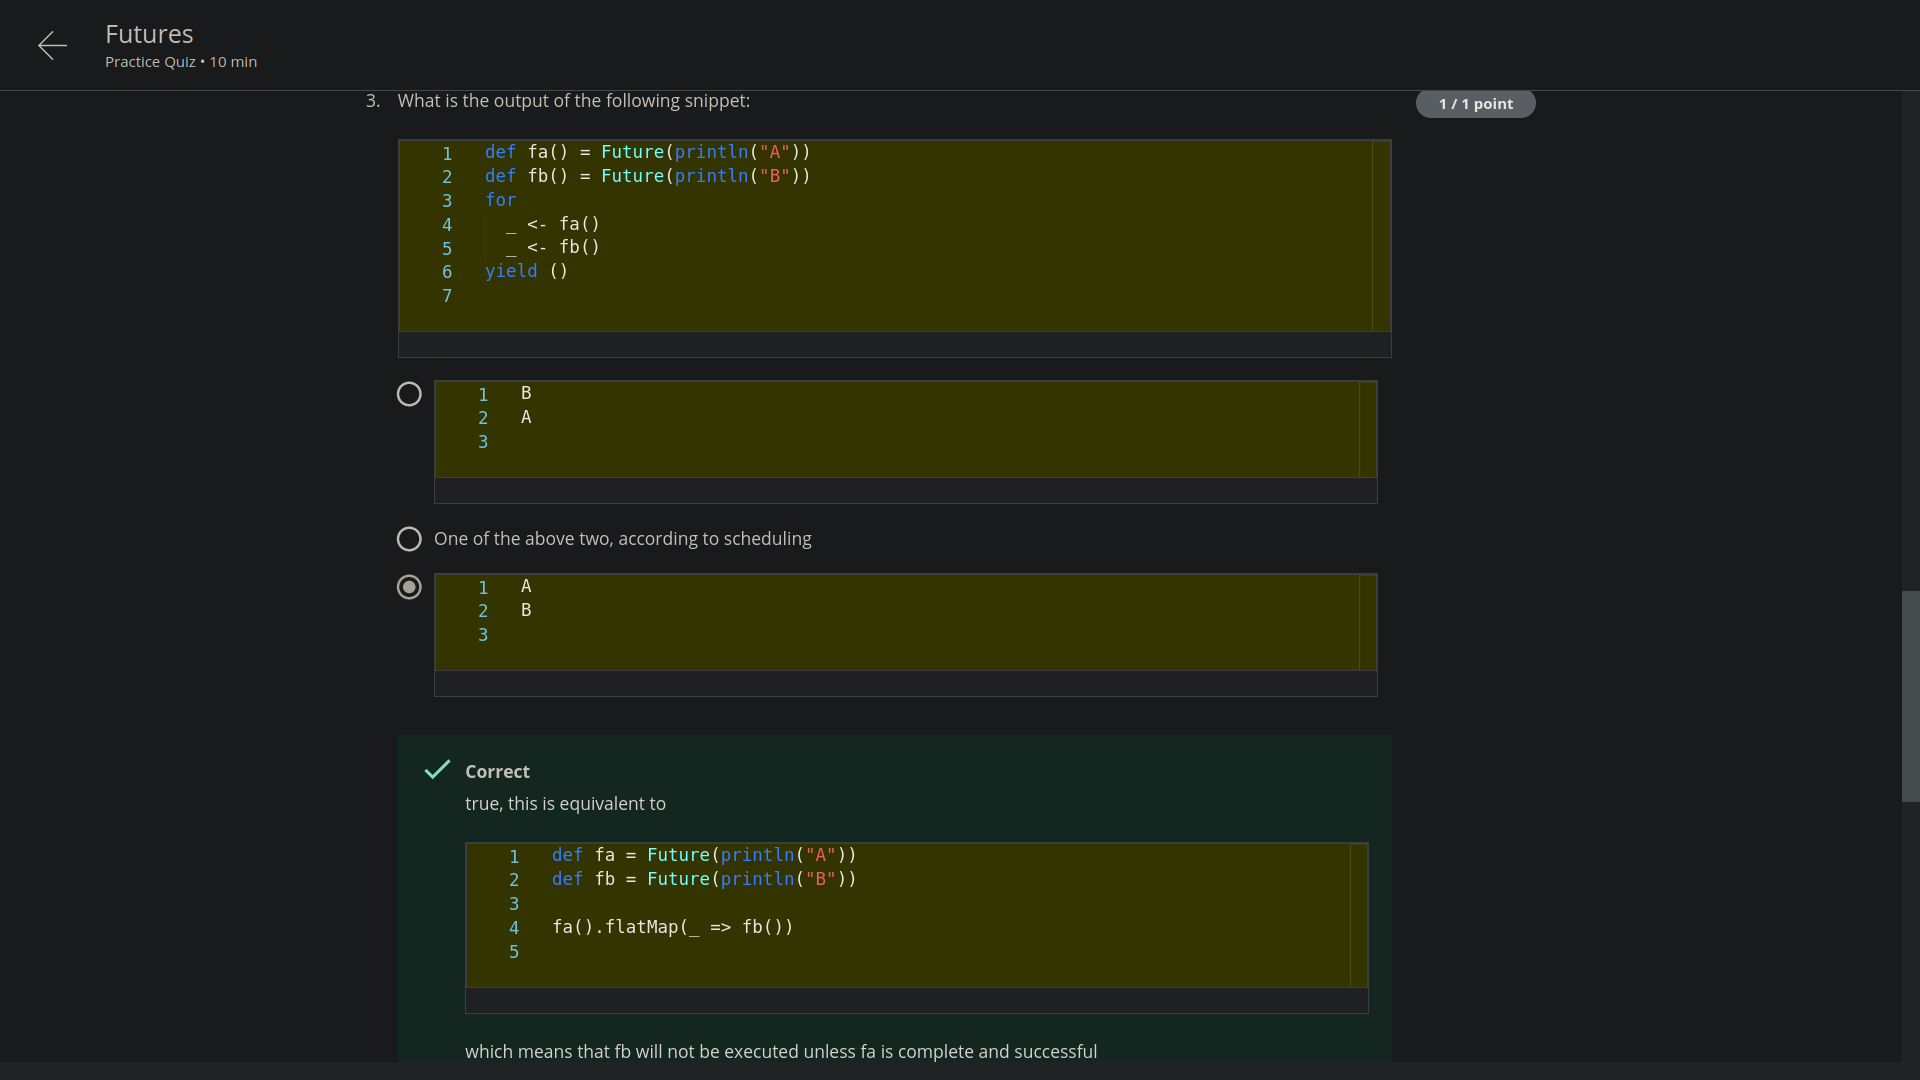 Futures
Practice Quiz • 10 min
3. What is the output of the following snippet:
1 / 1 point
1 def fa() = Future(println("A"))
2 def fb() = Future(println("B"))
3 for
4   _ <- fa()
5   _ <- fb()
6 yield ()
7
1 B
2 A
3
One of the above two, according to scheduling
1 A
2 B
3
Correct
true, this is equivalent to
1 def fa = Future(println("A"))
2 def fb = Future(println("B"))
3
4 fa().flatMap(_ => fb())
5
which means that fb will not be executed unless fa is complete and successful